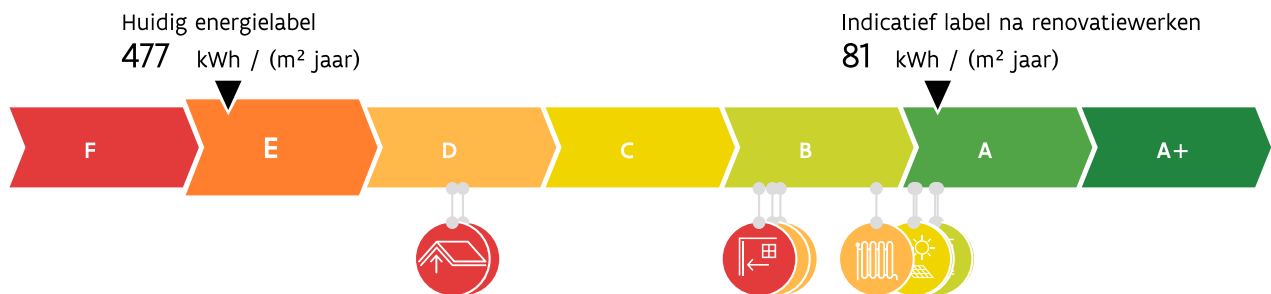 Huidig energielabel
477 kWh / (m² jaar)
Indicatief label na renovatiewerken
81 kWh / (m² jaar)
F E D C B A A+